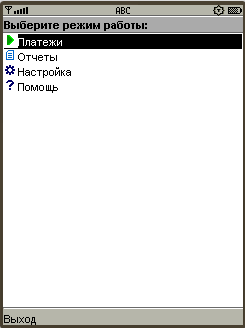 ABC
Выберите режим работы:
Платежи
Отчеты
Настройка
Помощь
Выход